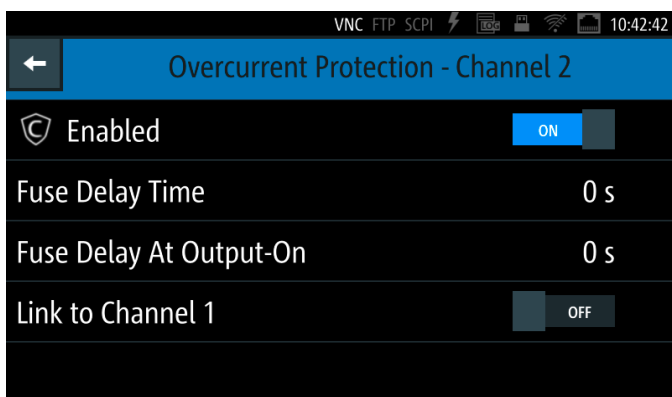 VNC FTP SCPI LOG 10:42:42
Overcurrent Protection - Channel 2
C Enabled ON
Fuse Delay Time 0 s
Fuse Delay At Output-On 0 s
Link to Channel 1 OFF